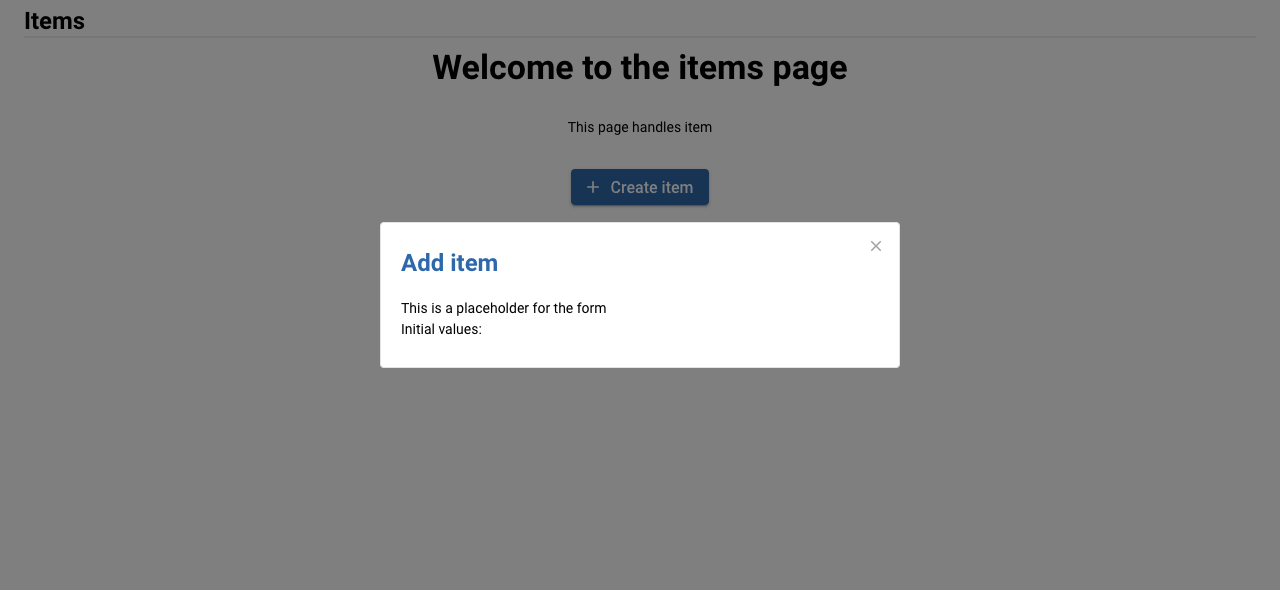 Items
Welcome to the items page
This page handles item
Create item
Add item
This is a placeholder for the form
Initial values: